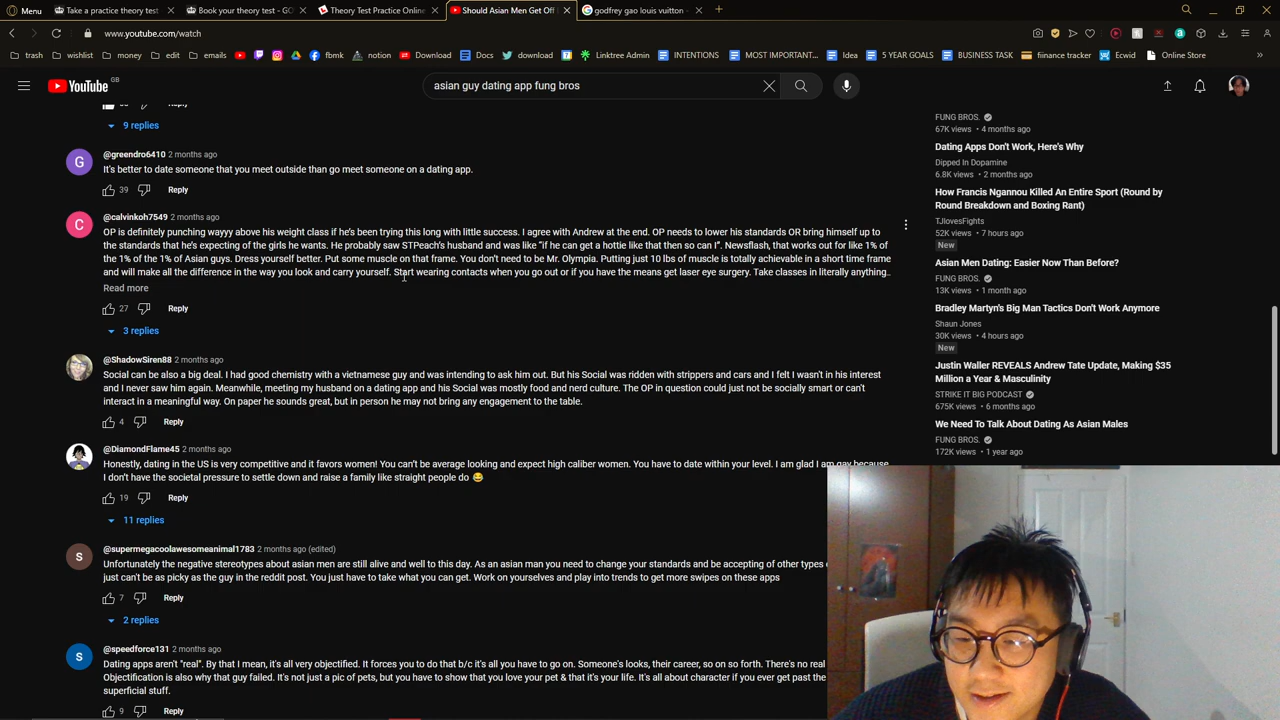 Menu
Take a practice theory test
Book your theory test - GO
Theory Test Practice Online
Should Asian Men Get Off
godfrey gao louis vuitton -
www.youtube.com/watch
trash
wishlist
money
edit
emails
fbmk
notion
Download
Docs
download
Linktree Admin
INTENTIONS
MOST IMPORTANT...
Idea
5 YEAR GOALS
BUSINESS TASK
fiinance tracker
Ecwid
Online Store
YouTube GB
asian guy dating app fung bros
9 replies
@greendro6410 2 months ago
It's better to date someone that you meet outside than go meet someone on a dating app.
39 Reply
@calvinkoh7549 2 months ago
OP is definitely punching wayyy above his weight class if he's been trying this long with little success. I agree with Andrew at the end. OP needs to lower his standards OR bring himself up to
the standards that he's expecting of the girls he wants. He probably saw STPeach's husband and was like "if he can get a hottie like that then so can I". Newsflash, that works out for like 1% of
the 1% of the 1% of Asian guys. Dress yourself better. Put some muscle on that frame. You don't need to be Mr. Olympia. Putting just 10 lbs of muscle is totally achievable in a short time frame
and will make all the difference in the way you look and carry yourself. Start wearing contacts when you go out or if you have the means get laser eye surgery. Take classes in literally anything..
Read more
27 Reply
3 replies
@ShadowSiren88 2 months ago
Social can be also a big deal. I had good chemistry with a vietnamese guy and was intending to ask him out. But his Social was ridden with strippers and cars and I felt I wasn't in his interest
and I never saw him again. Meanwhile, meeting my husband on a dating app and his Social was mostly food and nerd culture. The OP in question could just not be socially smart or can't
interact in a meaningful way. On paper he sounds great, but in person he may not bring any engagement to the table.
4 Reply
@DiamondFlame45 2 months ago
Honestly, dating in the US is very competitive and it favors women! You can't be average looking and expect high caliber women. You have to date within your level. I am glad I am gay because
I don't have the societal pressure to settle down and raise a family like straight people do 😂
19 Reply
11 replies
@supermegacoolawesomeanimal1783 2 months ago (edited)
Unfortunately the negative stereotypes about asian men are still alive and well to this day. As an asian man you need to change your standards and be accepting of other types
just can't be as picky as the guy in the reddit post. You just have to take what you can get. Work on yourselves and play into trends to get more swipes on these apps
7 Reply
2 replies
@speedforce131 2 months ago
Dating apps aren't "real". By that I mean, it's all very objectified. It forces you to do that b/c it's all you have to go on. Someone's looks, their career, so on so forth. There's no real
Objectification is also why that guy failed. It's not just a pic of pets, but you have to show that you love your pet & that it's your life. It's all about character if you ever get past the
superficial stuff.
9 Reply
FUNG BROS.
67K views • 4 months ago
Dating Apps Don't Work, Here's Why
Dipped In Dopamine
6.8K views • 2 months ago
How Francis Ngannou Killed An Entire Sport (Round by
Round Breakdown and Boxing Rant)
TJlovesFights
52K views • 7 hours ago
New
Asian Men Dating: Easier Now Than Before?
FUNG BROS.
13K views • 1 month ago
Bradley Martyn's Big Man Tactics Don't Work Anymore
Shaun Jones
30K views • 4 hours ago
New
Justin Waller REVEALS Andrew Tate Update, Making $35
Million a Year & Masculinity
STRIKE IT BIG PODCAST
675K views • 6 months ago
We Need To Talk About Dating As Asian Males
FUNG BROS.
172K views • 1 year ago